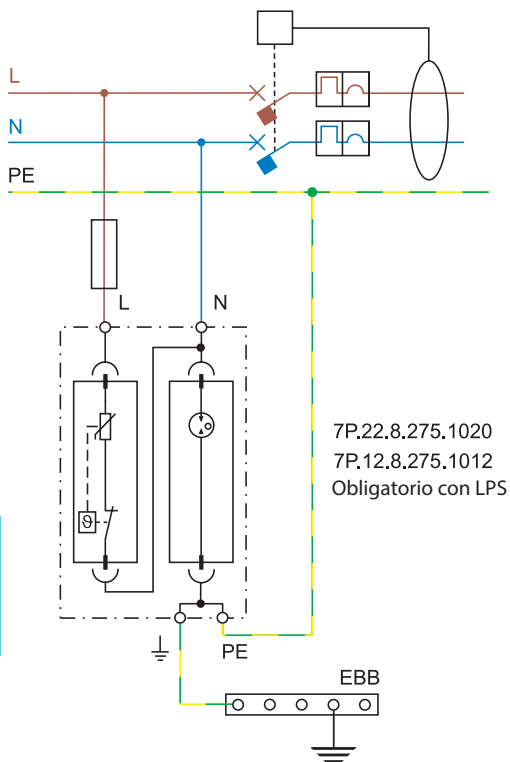 L
N
PE
L N
7P.22.8.275.1020
7P.12.8.275.1012
Obligatorio con LPS
ϑ
PE
EBB